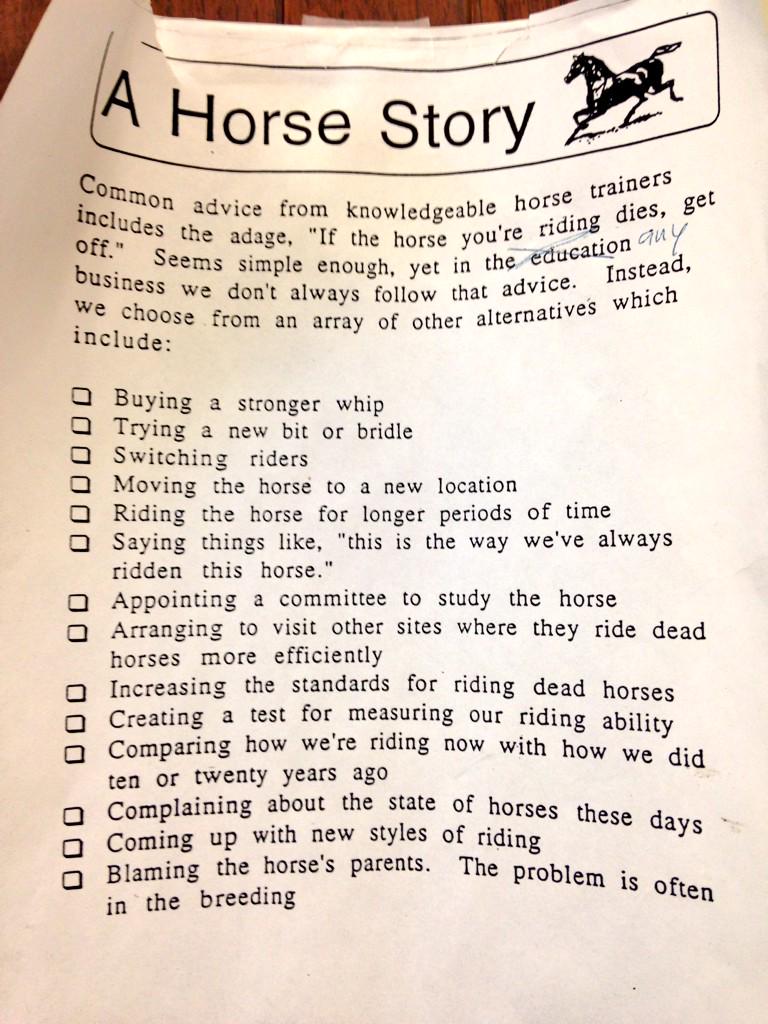 A Horse Story
Common advice from knowledgeable horse trainers
includes the adage, "If the horse you're riding dies, get
off." Seems simple enough, yet in the education any
business we don't always follow that advice. Instead,
we choose from an array of other alternatives which
include:
Buying a stronger whip
Trying a new bit or bridle
Switching riders
Moving the horse to a new location
Riding the horse for longer periods of time
Saying things like, "this is the way we've always
ridden this horse."
Appointing a committee to study the horse
Arranging to visit other sites where they ride dead
horses more efficiently
Increasing the standards for riding dead horses
Creating a test for measuring our riding ability
Comparing how we're riding now with how we did
ten or twenty years ago
Complaining about the state of horses these days
Coming up with new styles of riding
Blaming the horse's parents. The problem is often
in the breeding